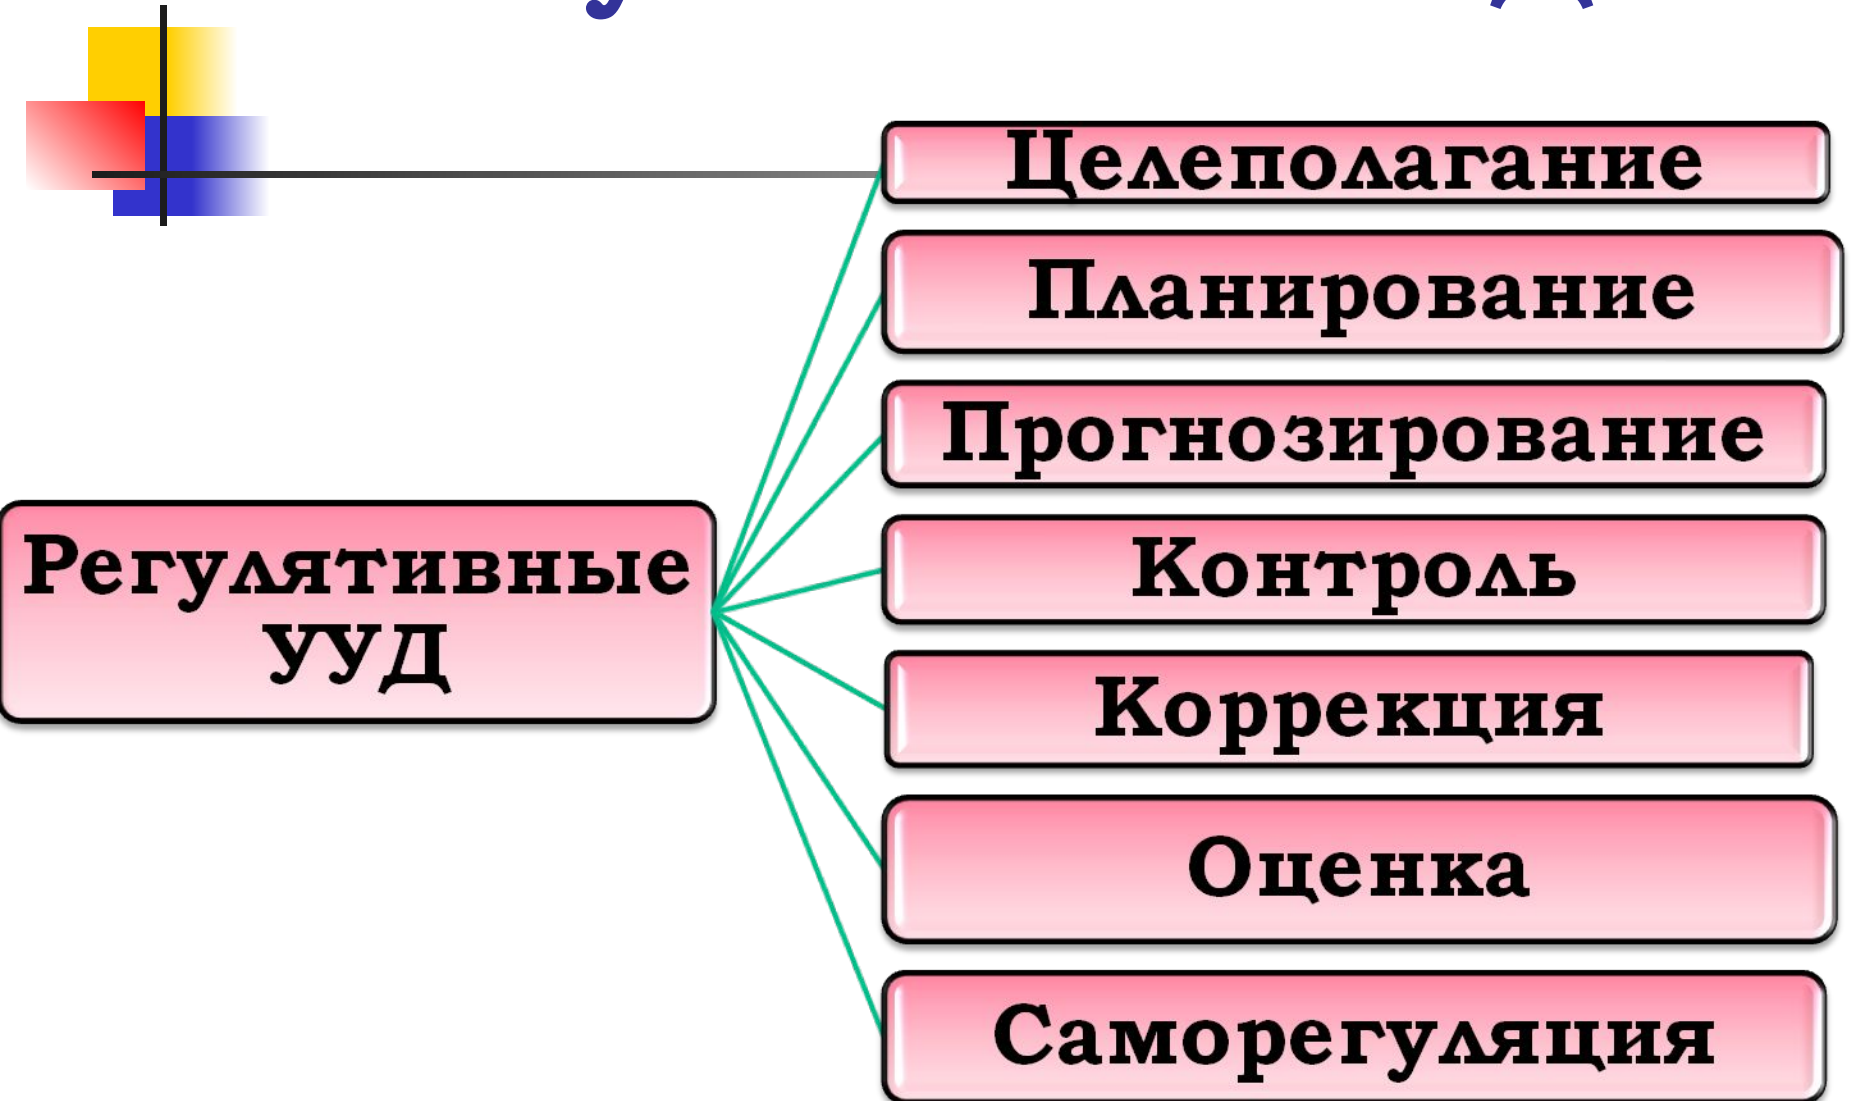 Регулятивные
УУД
Целеполагание
Планирование
Прогнозирование
Контроль
Коррекция
Оценка
Саморегуляция